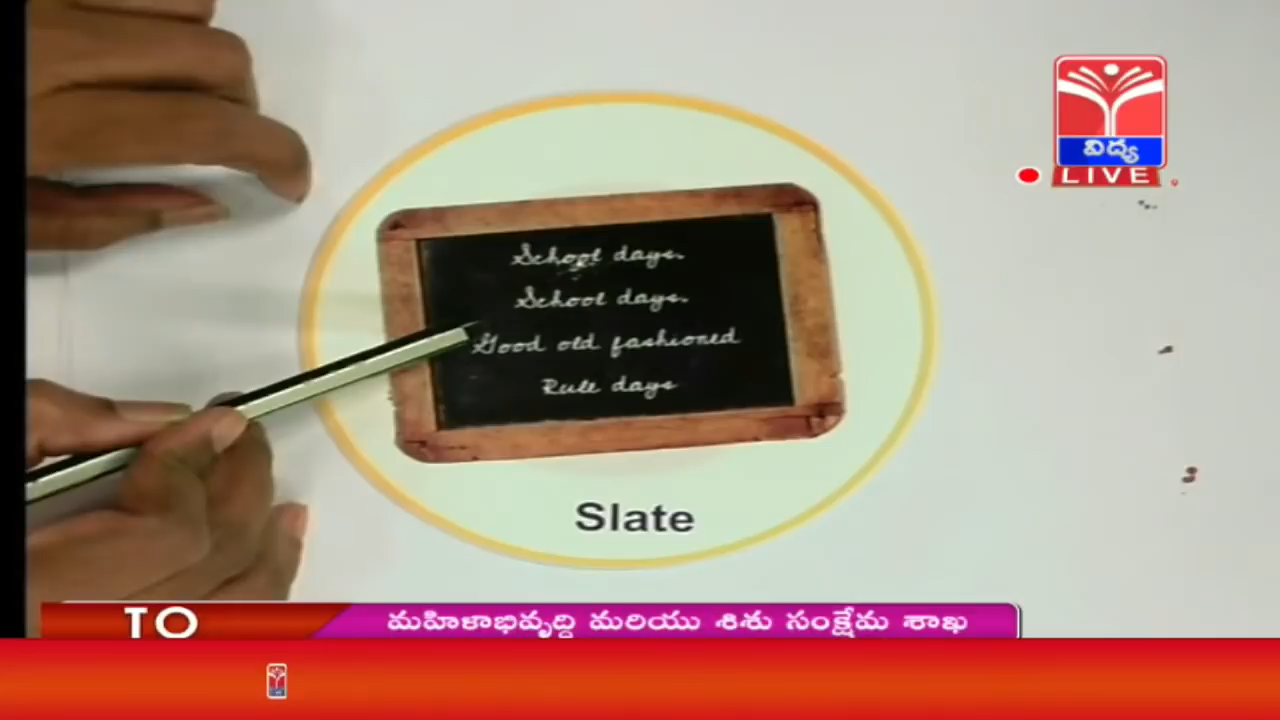 విద్య
LIVE
School days.
School days.
Good old fashioned
Rule days
Slate
TO
మహిళాభివృద్ధి మరియు శిశు సంక్షేమ శాఖ